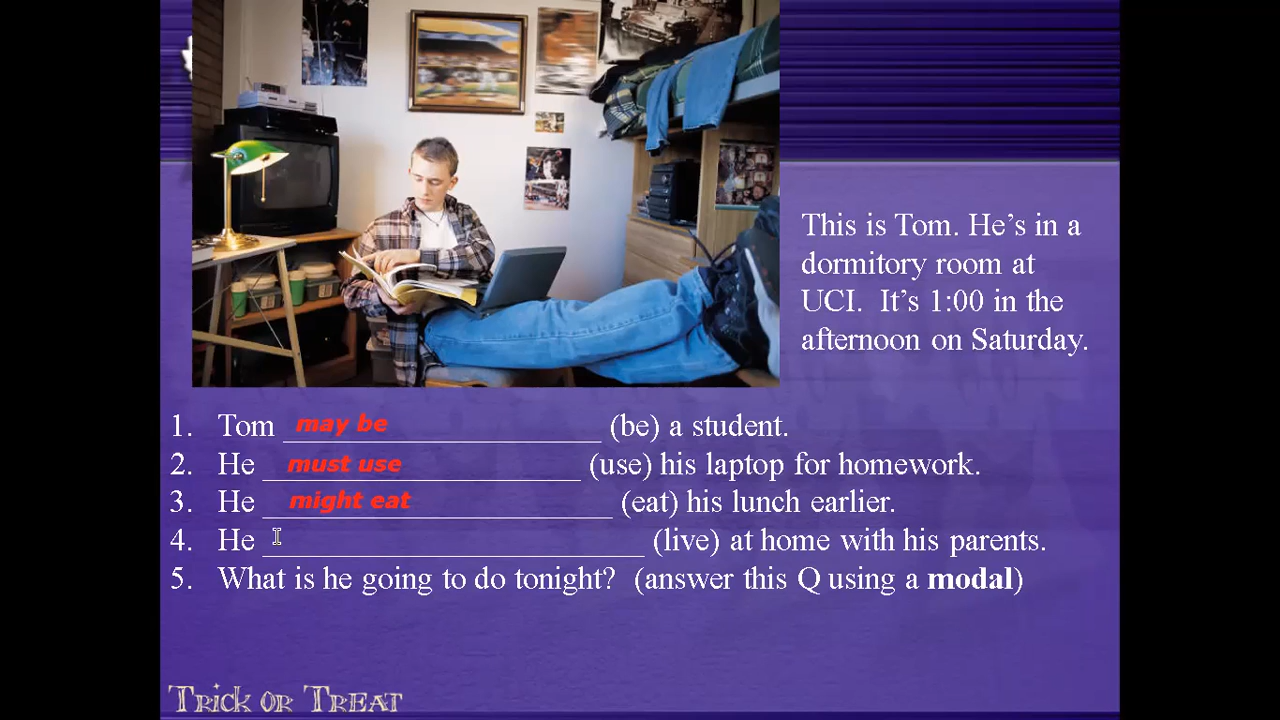 This is Tom. He’s in a
dormitory room at
UCI. It’s 1:00 in the
afternoon on Saturday.
1. Tom may be (be) a student.
2. He must use (use) his laptop for homework.
3. He might eat (eat) his lunch earlier.
4. He ___________________________ (live) at home with his parents.
5. What is he going to do tonight? (answer this Q using a modal)
Trick or Treat